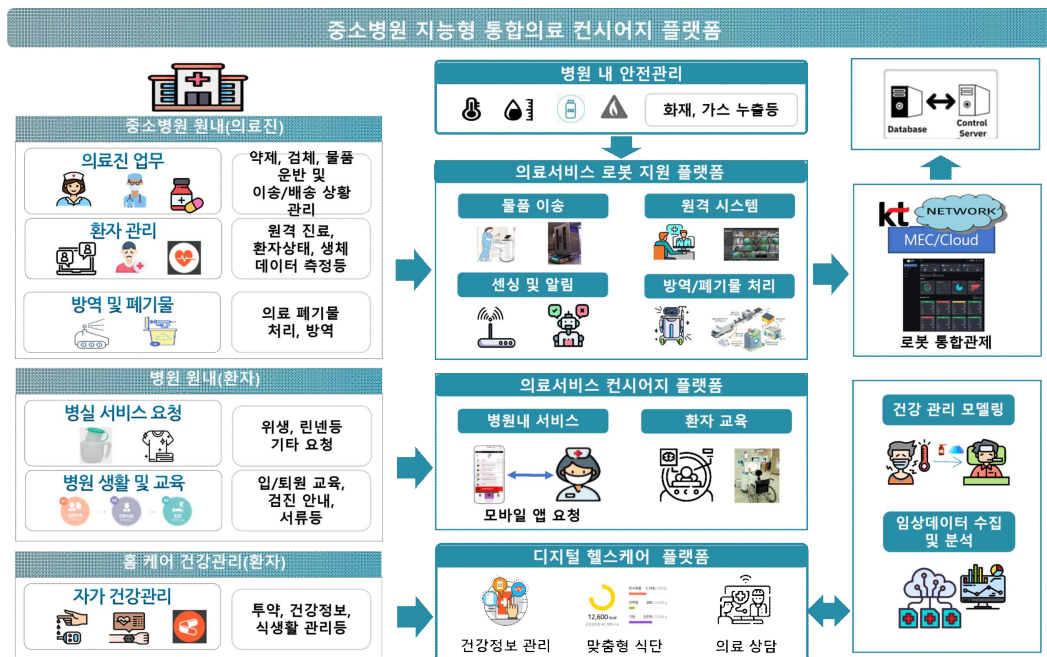 중소병원 지능형 통합의료 컨시어지 플랫폼
중소병원 원내(의료진)
의료진 업무
약제, 검체, 물품
운반 및
이송/배송 상황
관리
환자 관리
원격 진료,
환자상태, 생체
데이터 측정등
방역 및 폐기물
의료 폐기물
처리, 방역
병원 원내(환자)
병실 서비스 요청
위생, 린넨등
기타 요청
병원 생활 및 교육
입/퇴원 교육,
검진 안내,
서류등
홈 케어 건강관리(환자)
자가 건강관리
투약, 건강정보,
식생활 관리등
병원 내 안전관리
화재, 가스 누출등
의료서비스 로봇 지원 플랫폼
물품 이송
원격 시스템
센싱 및 알림
방역/폐기물 처리
의료서비스 컨시어지 플랫폼
병원내 서비스
환자 교육
모바일 앱 요청
디지털 헬스케어 플랫폼
12,600 kcal
건강정보 관리
맞춤형 식단
의료 상담
Database
Control
Server
kt
NETWORK
MEC/Cloud
로봇 통합관제
건강 관리 모델링
임상데이터 수집
및 분석